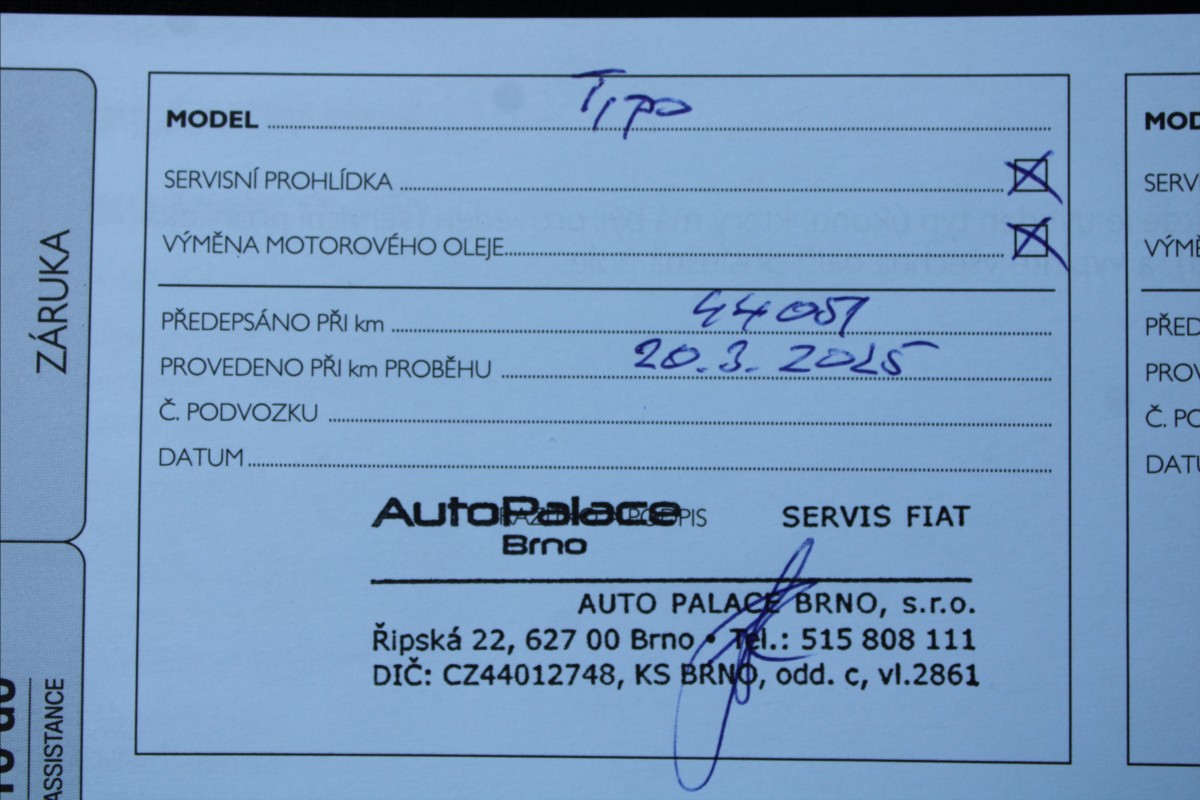 ZÁRUKA
ASSISTANCE
MODEL Tipo
SERVISNÍ PROHLÍDKA
VÝMĚNA MOTOROVÉHO OLEJE
PŘEDEPSÁNO PŘI km 44051
PROVEDENO PŘI km PROBĚHU 20.3. 2025
Č. PODVOZKU
DATUM
AutoPalace PODPIS SERVIS FIAT
Brno
AUTO PALACE BRNO, s.r.o.
Řipská 22, 627 00 Brno • Tel.: 515 808 111
DIČ: CZ44012748, KS BRNO, odd. c, vl.2861
MOD
SERV
VÝMĚ
PŘED
PROV
Č. PO
DATU